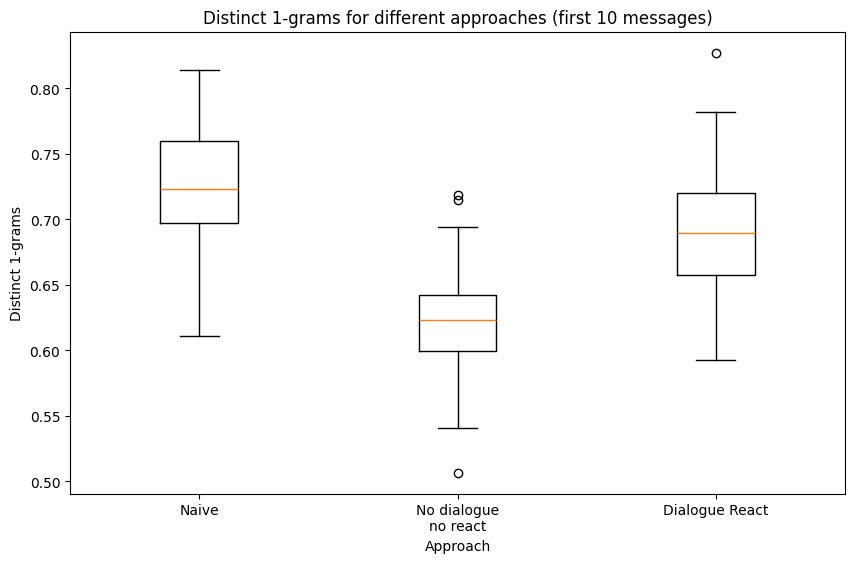 Distinct 1-grams for different approaches (first 10 messages)
Distinct 1-grams
0.80
0.75
0.70
0.65
0.60
0.55
0.50
Naive
No dialogue
no react
Dialogue React
Approach